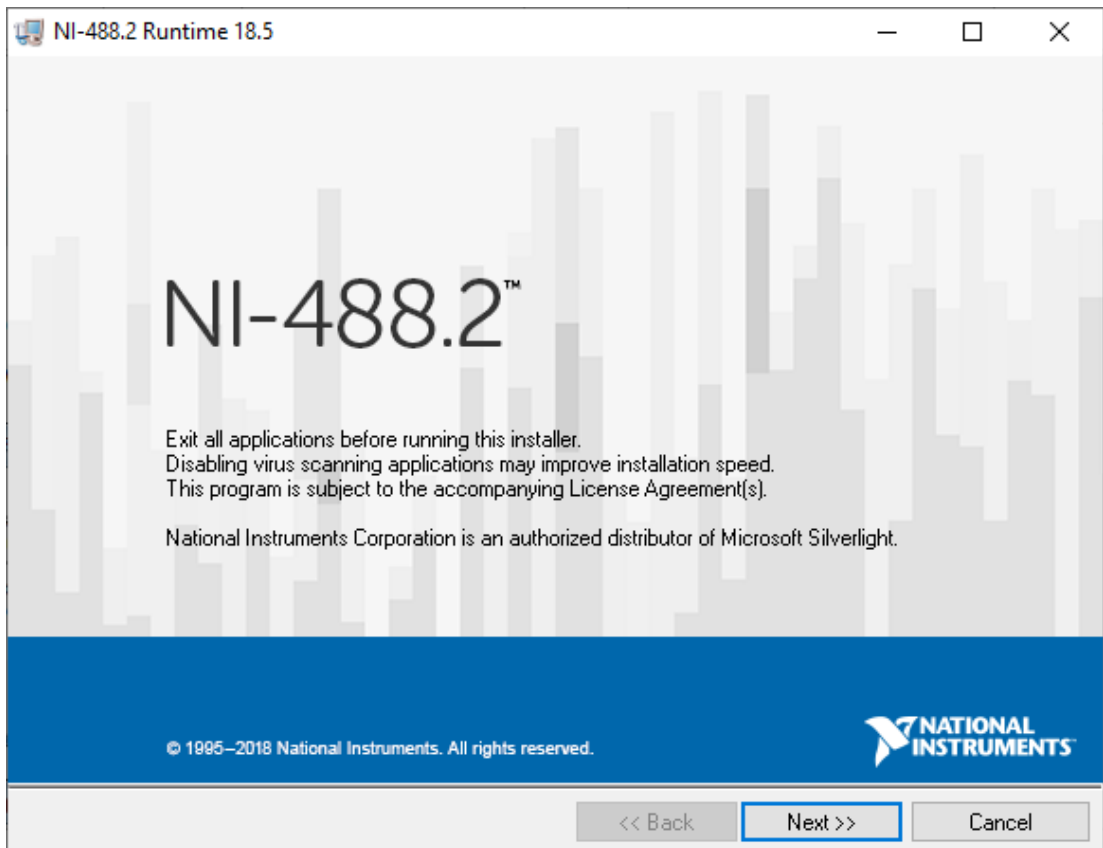 NI-488.2 Runtime 18.5
NI-488.2™
Exit all applications before running this installer.
Disabling virus scanning applications may improve installation speed.
This program is subject to the accompanying License Agreement(s).
National Instruments Corporation is an authorized distributor of Microsoft Silverlight.
© 1995–2018 National Instruments. All rights reserved.
NATIONAL
INSTRUMENTS
<< Back
Next >>
Cancel